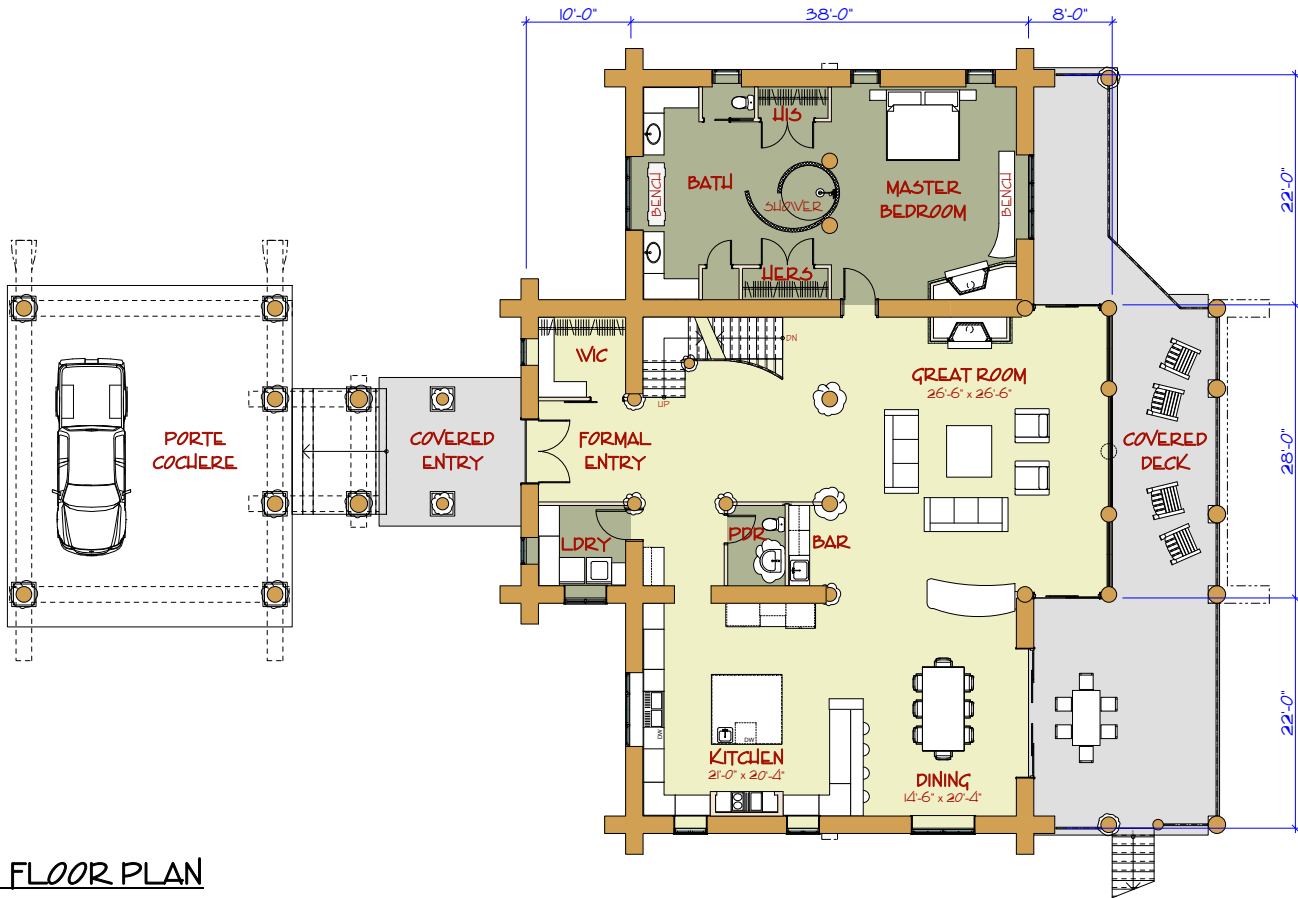 10'-0"
38'-0"
8'-0"
22'-0"
28'-0"
22'-0"
HIS
BATH
BENCH
SHOWER
MASTER
BEDROOM
BENCH
HERS
WIC
DN
UP
GREAT ROOM
26'-6" x 26'-6"
PORTE
COCHERE
COVERED
ENTRY
FORMAL
ENTRY
COVERED
DECK
LDRY
PDR
BAR
DW
DW
KITCHEN
21'-0" x 20'-4"
DINING
14'-6" x 20'-4"
FLOOR PLAN